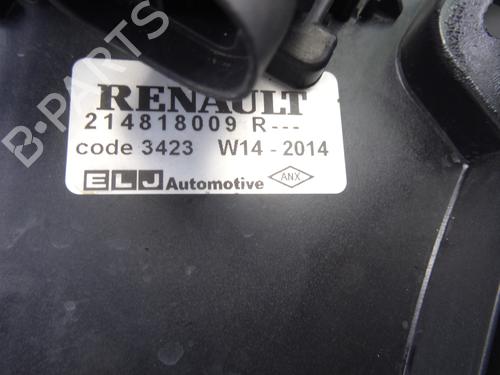 B-PARTS
RENAULT
214818009 R---
code 3423 W14 - 2014
ELJ Automotive ANX